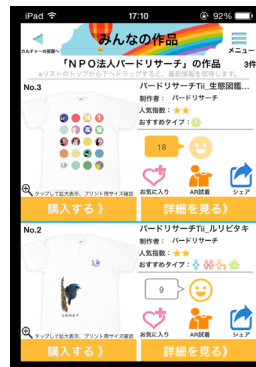 iPad 17:10 92%
みんなの作品
カルチャーの部屋へ
メニュー
「NPO法人バードリサーチ」の作品 3件
※リストのトップから下へドラッグすると、最新情報を取得します。
No.3
バードリサーチTii_生態図鑑...
制作者： バードリサーチ
人気指数：★★
おすすめタイプ：
18
タップして拡大表示、プリント用サイズ確認
お気に入り AR試着 シェア
購入する 》
詳細を見る》
No.2
バードリサーチTii_ルリビタキ
制作者： バードリサーチ
人気指数：★★
おすすめタイプ：
9
タップして拡大表示、プリント用サイズ確認
お気に入り AR試着 シェア
購入する 》
詳細を見る》